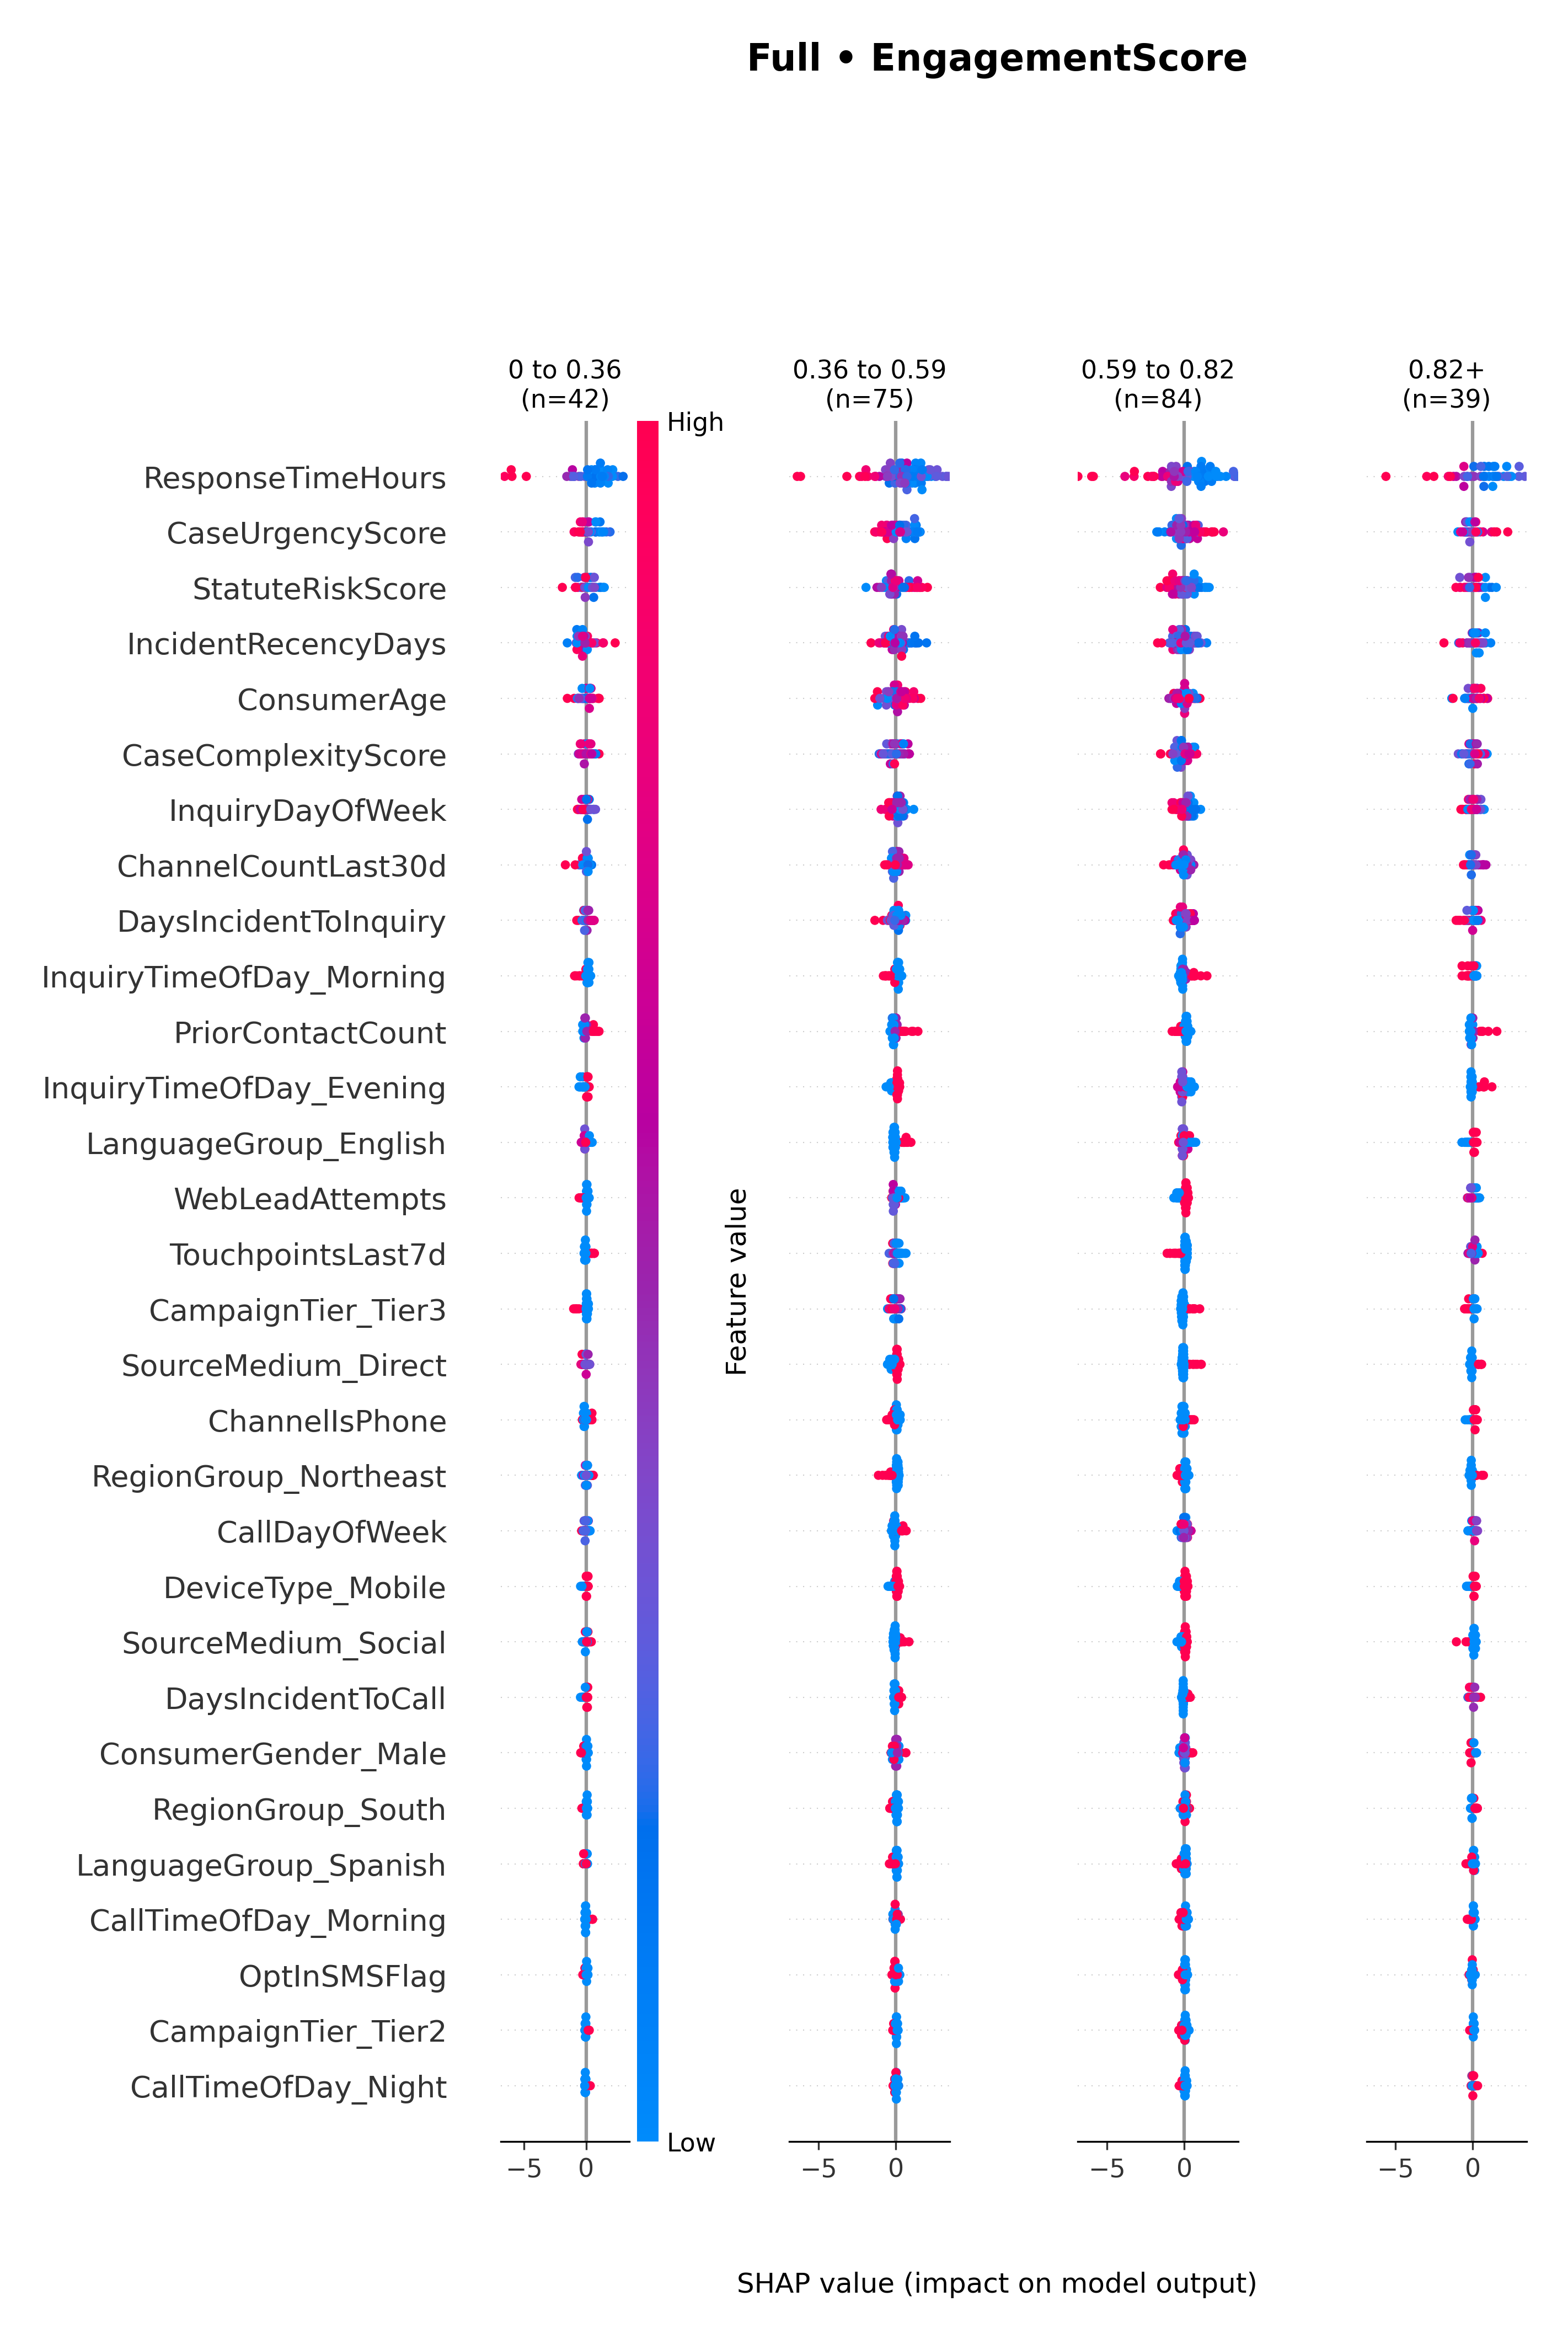 Full • EngagementScore
0 to 0.36
(n=42)
0.36 to 0.59
(n=75)
0.59 to 0.82
(n=84)
0.82+
(n=39)
High
ResponseTimeHours
CaseUrgencyScore
StatuteRiskScore
IncidentRecencyDays
ConsumerAge
CaseComplexityScore
InquiryDayOfWeek
ChannelCountLast30d
DaysIncidentToInquiry
InquiryTimeOfDay_Morning
PriorContactCount
InquiryTimeOfDay_Evening
LanguageGroup_English
WebLeadAttempts
TouchpointsLast7d
CampaignTier_Tier3
SourceMedium_Direct
ChannelIsPhone
RegionGroup_Northeast
CallDayOfWeek
DeviceType_Mobile
SourceMedium_Social
DaysIncidentToCall
ConsumerGender_Male
RegionGroup_South
LanguageGroup_Spanish
CallTimeOfDay_Morning
OptInSMSFlag
CampaignTier_Tier2
CallTimeOfDay_Night
Feature value
Low
−5 0
−5 0
−5 0
−5 0
SHAP value (impact on model output)